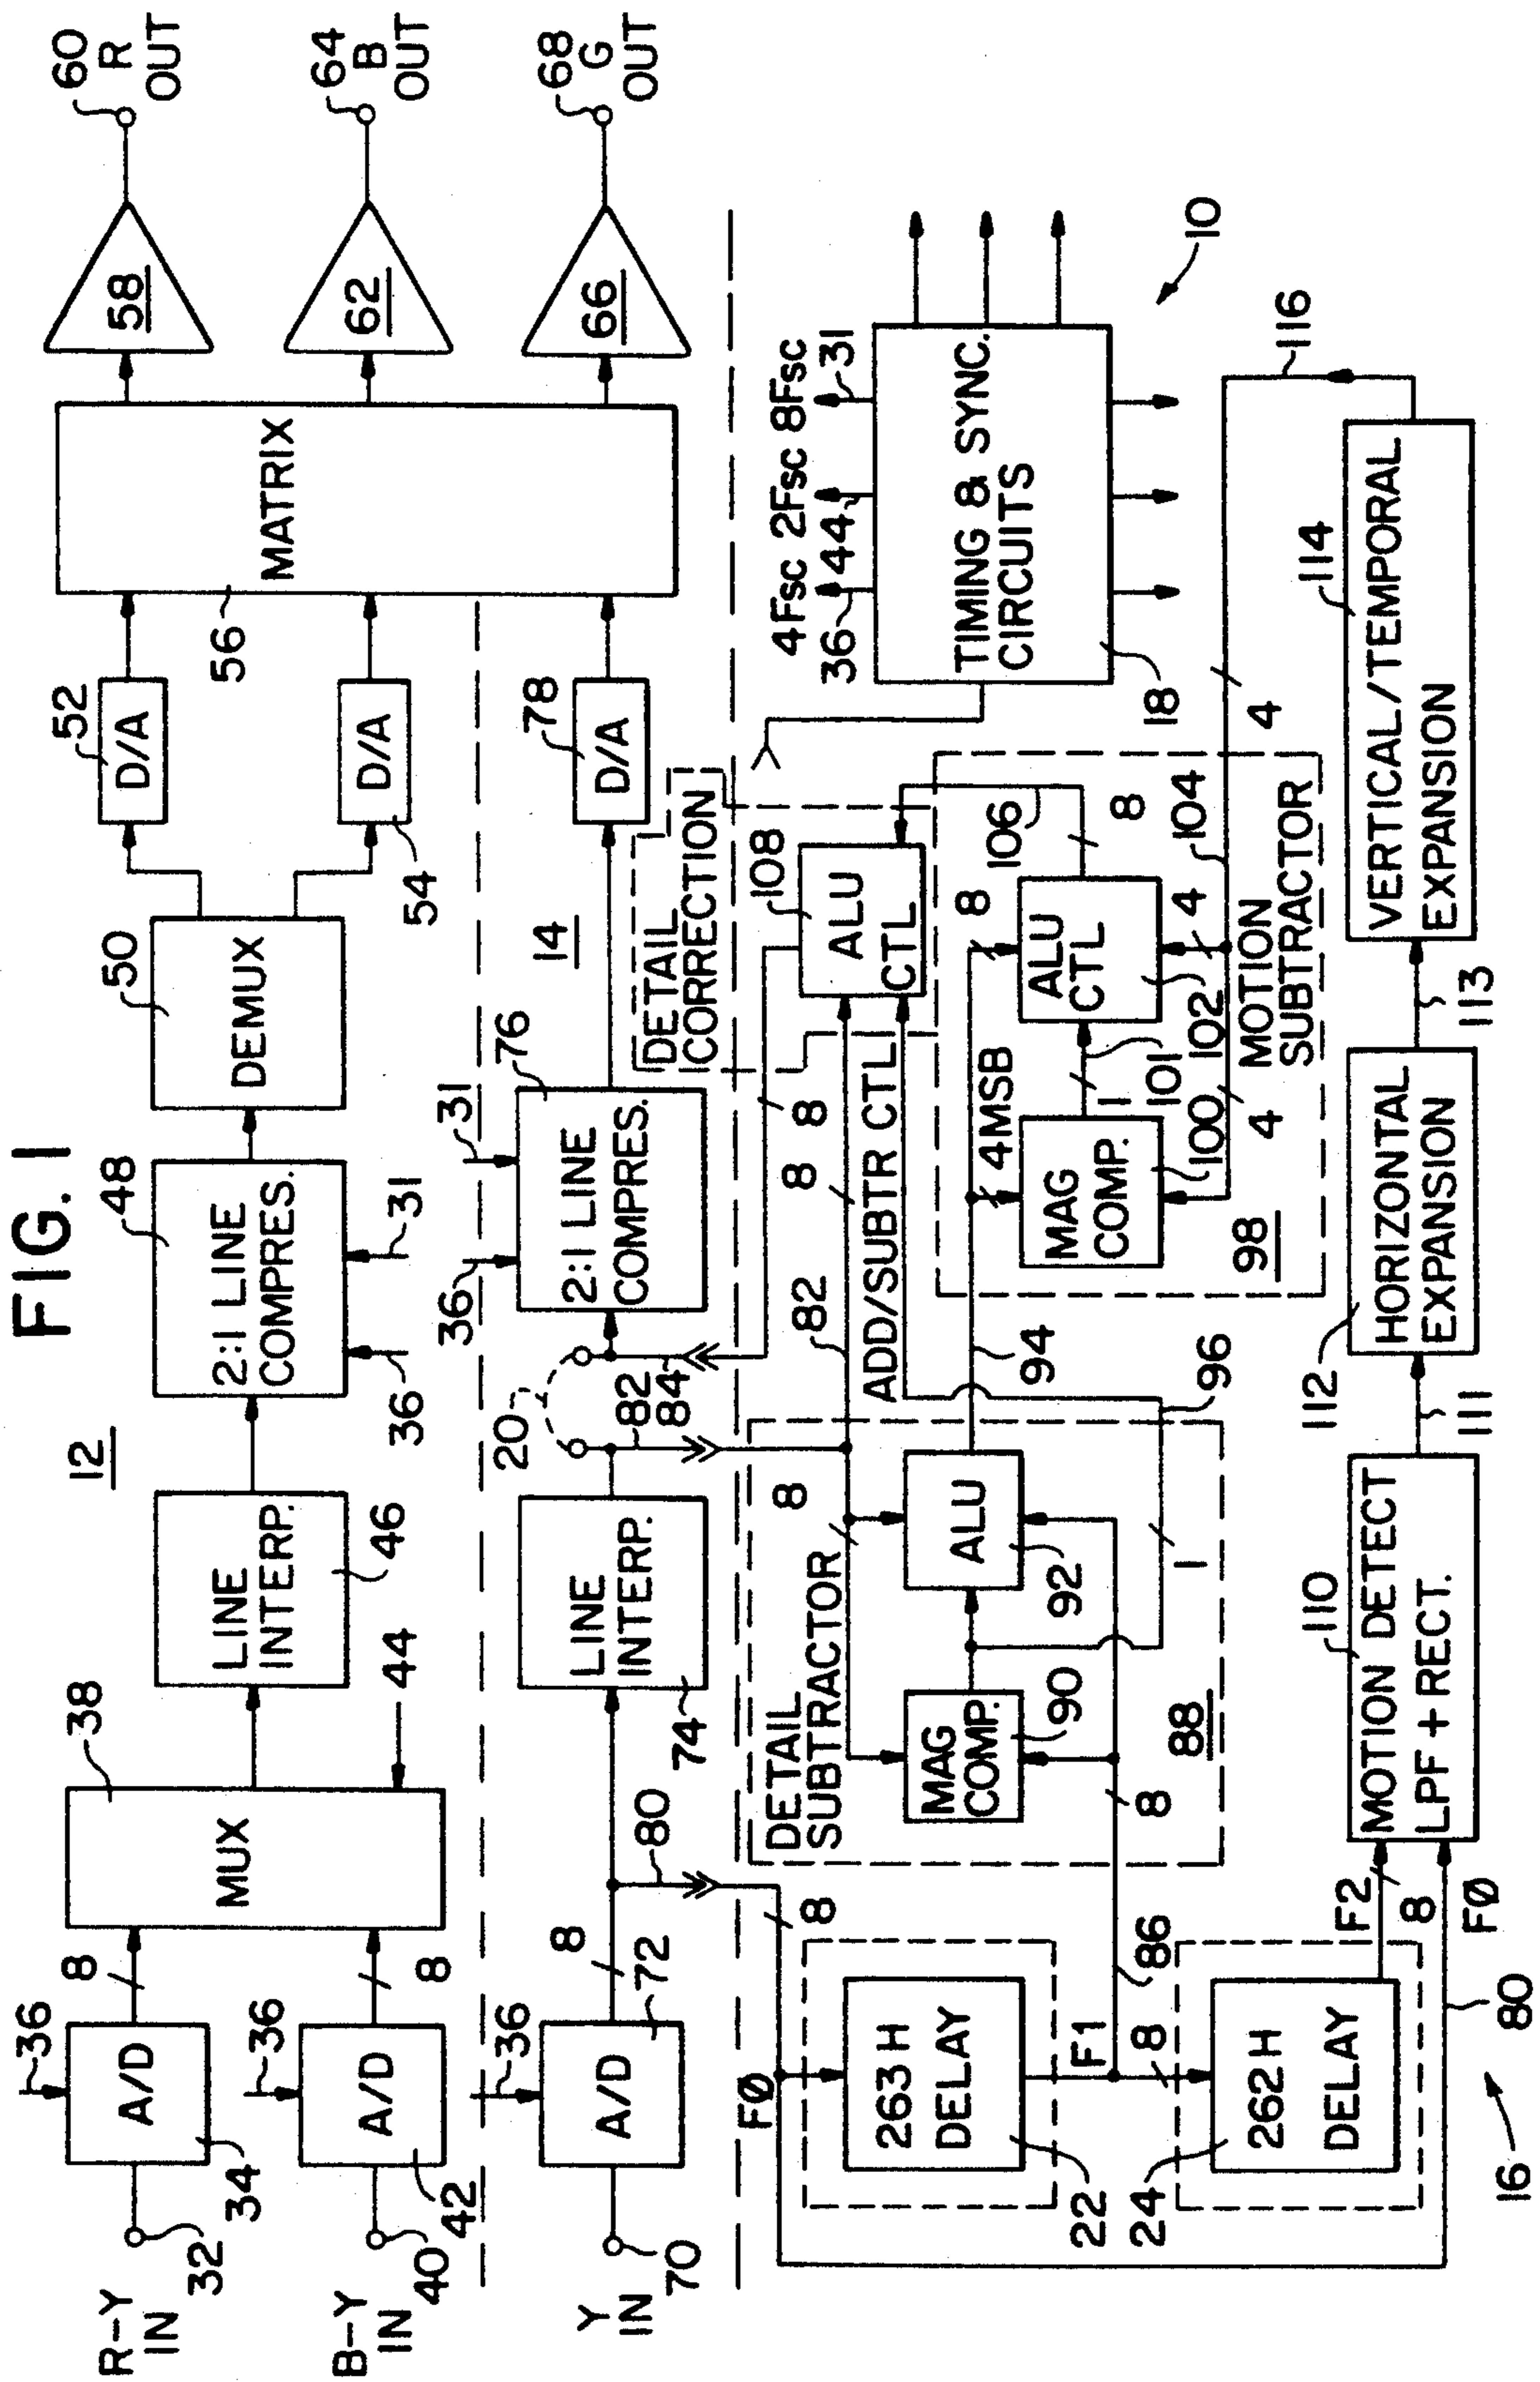 FIG. 1
12
R–Y
IN
32
36
A/D
34
8
B–Y
IN
40
36
A/D
42
8
38
MUX
44
LINE
INTERP.
46
48
2:1 LINE
COMPRES.
36
31
50
DEMUX
52
D/A
D/A
54
56
MATRIX
58
60
R
OUT
62
64
B
OUT
66
68
G
OUT
14
Y
IN
70
36
A/D
72
8
80
LINE
INTERP.
74
20
82
84
36
31
76
2:1 LINE
COMPRES.
78
D/A
DETAIL
CORRECTION
FØ
8
263H
DELAY
22
F1
86
8
262H
DELAY
24
F2
8
FØ
80
16
DETAIL
SUBTRACTOR
8
MAG
COMP.
90
ALU
92
8
1
88
82
8
8
ADD/SUBTR CTL
94
96
108
ALU
CTL
4MSB
8
MAG
COMP.
100
1
101
ALU
CTL
102
106
8
4
4
104
98
MOTION
SUBTRACTOR
4
4Fsc 2Fsc 8Fsc
36
44
31
TIMING & SYNC.
CIRCUITS
18
10
116
110
MOTION DETECT
LPF + RECT.
111
112
HORIZONTAL
EXPANSION
113
114
VERTICAL/TEMPORAL
EXPANSION